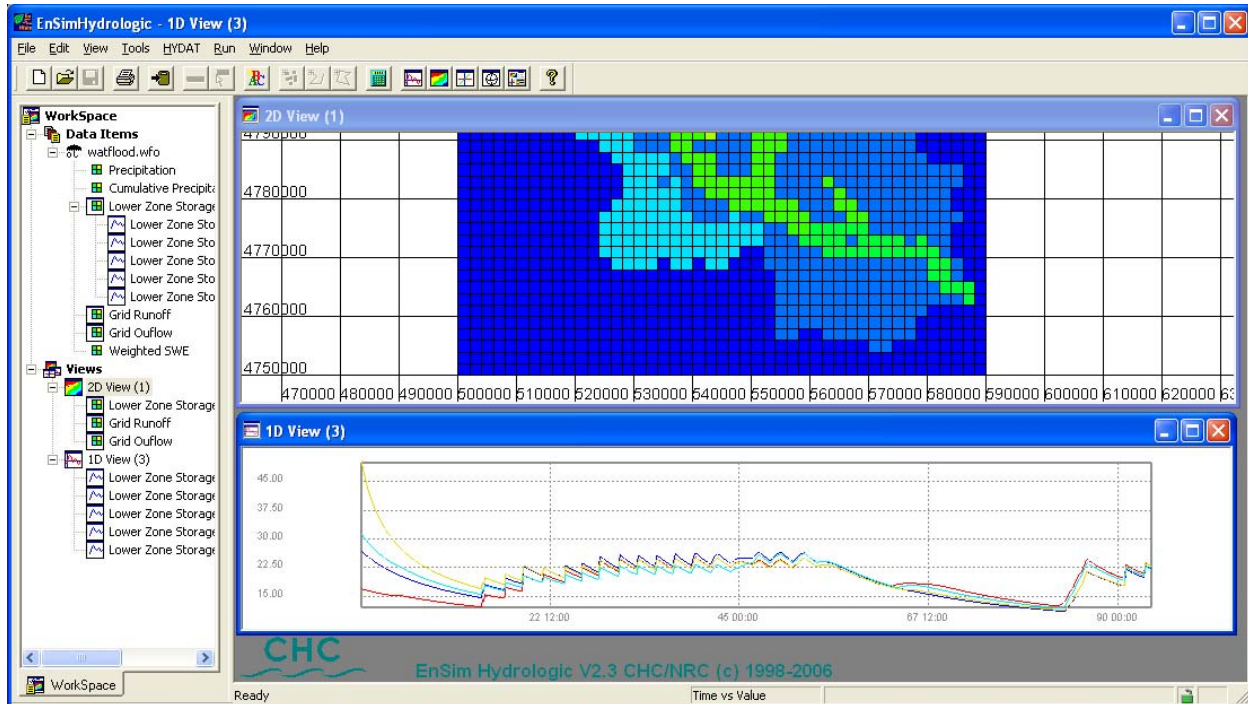 EnSimHydrologic - 1D View (3)
File Edit View Tools HYDAT Run Window Help
WorkSpace
Data Items
watflood.wfo
Precipitation
Cumulative Precipita
Lower Zone Storage
Lower Zone Sto
Lower Zone Sto
Lower Zone Sto
Lower Zone Sto
Lower Zone Sto
Grid Runoff
Grid Ouflow
Weighted SWE
Views
2D View (1)
Lower Zone Storage
Grid Runoff
Grid Ouflow
1D View (3)
Lower Zone Storage
Lower Zone Storage
Lower Zone Storage
Lower Zone Storage
Lower Zone Storage
WorkSpace
2D View (1)
4790000
4780000
4770000
4760000
4750000
470000 480000 490000 500000 510000 520000 530000 540000 550000 560000 570000 580000 590000 600000 610000 620000 63
1D View (3)
45.00
37.50
30.00
22.50
15.00
22 12:00 45 00:00 67 12:00 90 00:00
CHC
EnSim Hydrologic V2.3 CHC/NRC (c) 1998-2006
Ready Time vs Value